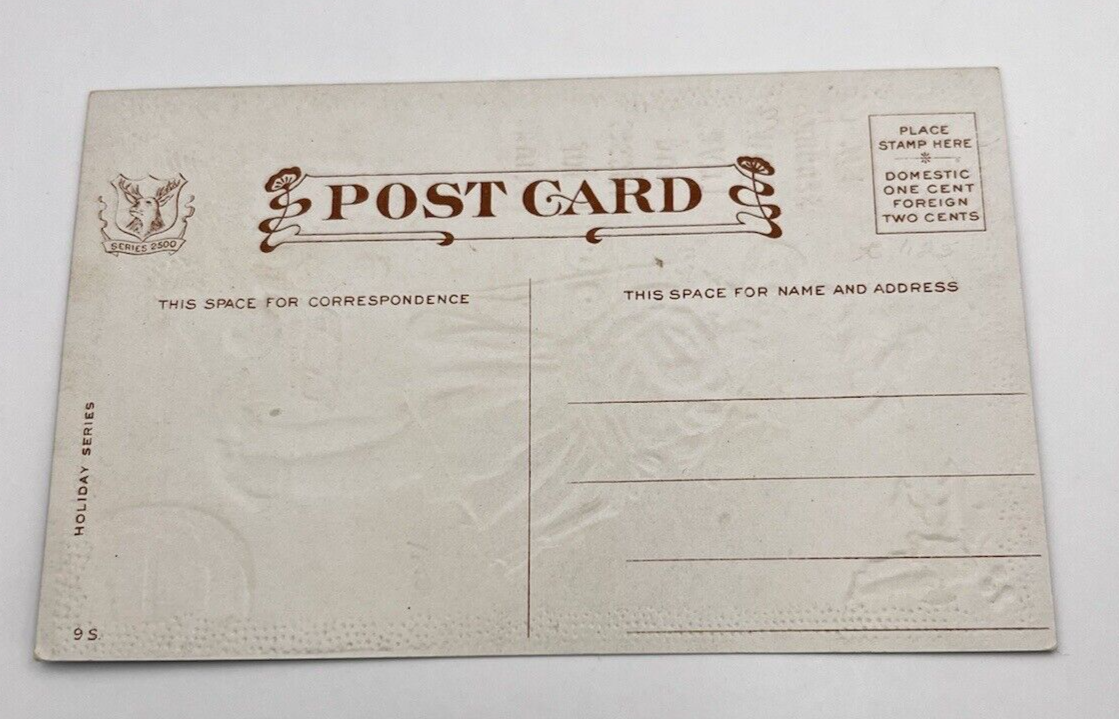 PLACE
STAMP HERE
DOMESTIC
ONE CENT
FOREIGN
TWO CENTS
POST CARD
SERIES 2500
THIS SPACE FOR CORRESPONDENCE
THIS SPACE FOR NAME AND ADDRESS
HOLIDAY SERIES
9 S.